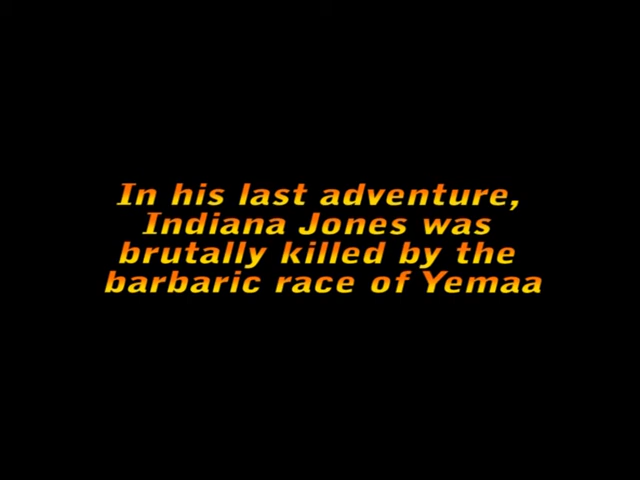 In his last adventure,
Indiana Jones was
brutally killed by the
barbaric race of Yemaa